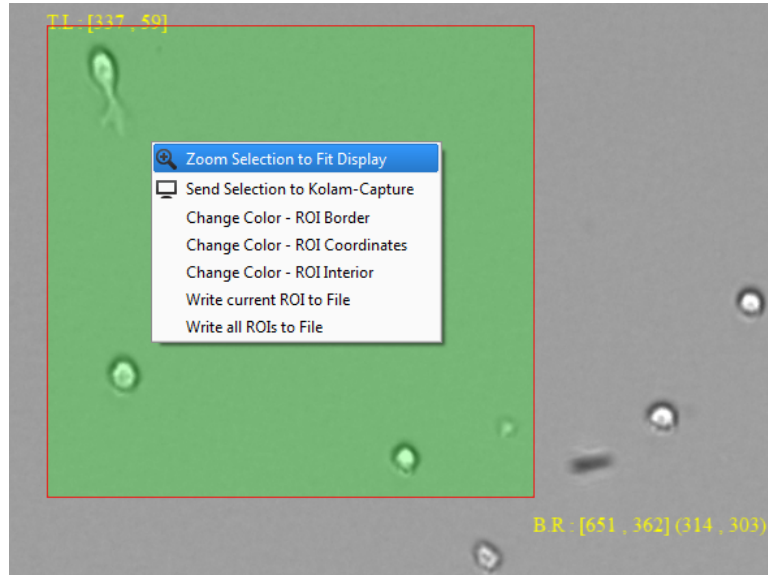 T.L : [337 , 59]
Zoom Selection to Fit Display
Send Selection to Kolam-Capture
Change Color - ROI Border
Change Color - ROI Coordinates
Change Color - ROI Interior
Write current ROI to File
Write all ROIs to File
B.R : [651 , 362] (314 , 303)